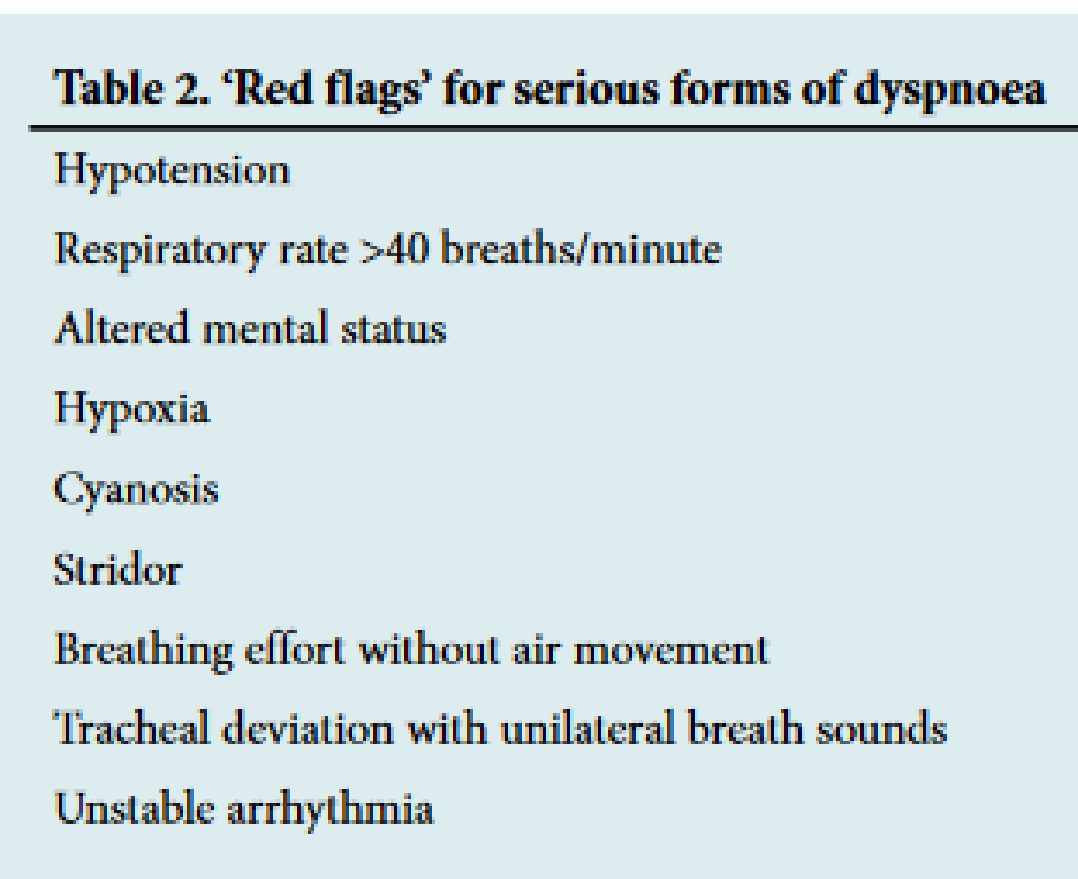 Table 2. ‘Red flags’ for serious forms of dyspnoea
Hypotension
Respiratory rate >40 breaths/minute
Altered mental status
Hypoxia
Cyanosis
Stridor
Breathing effort without air movement
Tracheal deviation with unilateral breath sounds
Unstable arrhythmia